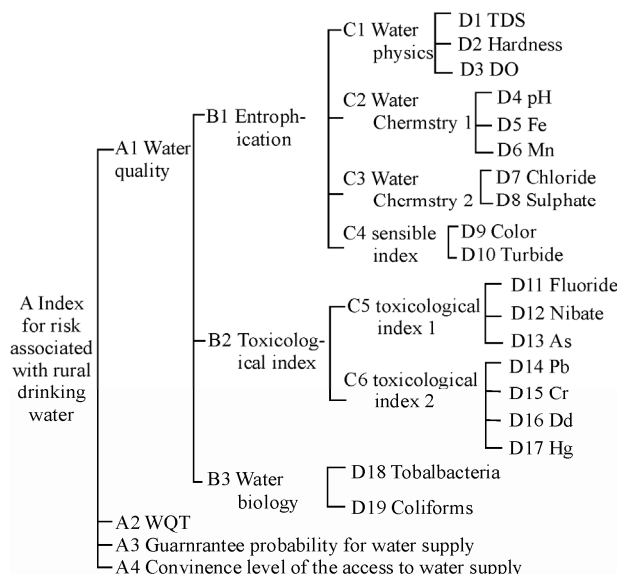 A Index
for risk
associated
with rural
drinking
water
A1 Water
quality
B1 Entroph-
ication
C1 Water
physics
D1 TDS
D2 Hardness
D3 DO
C2 Water
Chermstry 1
D4 pH
D5 Fe
D6 Mn
C3 Water
Chermstry 2
D7 Chloride
D8 Sulphate
C4 sensible
index
D9 Color
D10 Turbide
B2 Toxicolog-
ical index
C5 toxicological
index 1
D11 Fluoride
D12 Nibate
D13 As
C6 toxicological
index 2
D14 Pb
D15 Cr
D16 Dd
D17 Hg
B3 Water
biology
D18 Tobalbacteria
D19 Coliforms
A2 WQT
A3 Guarnrantee probability for water supply
A4 Convinence level of the access to water supply